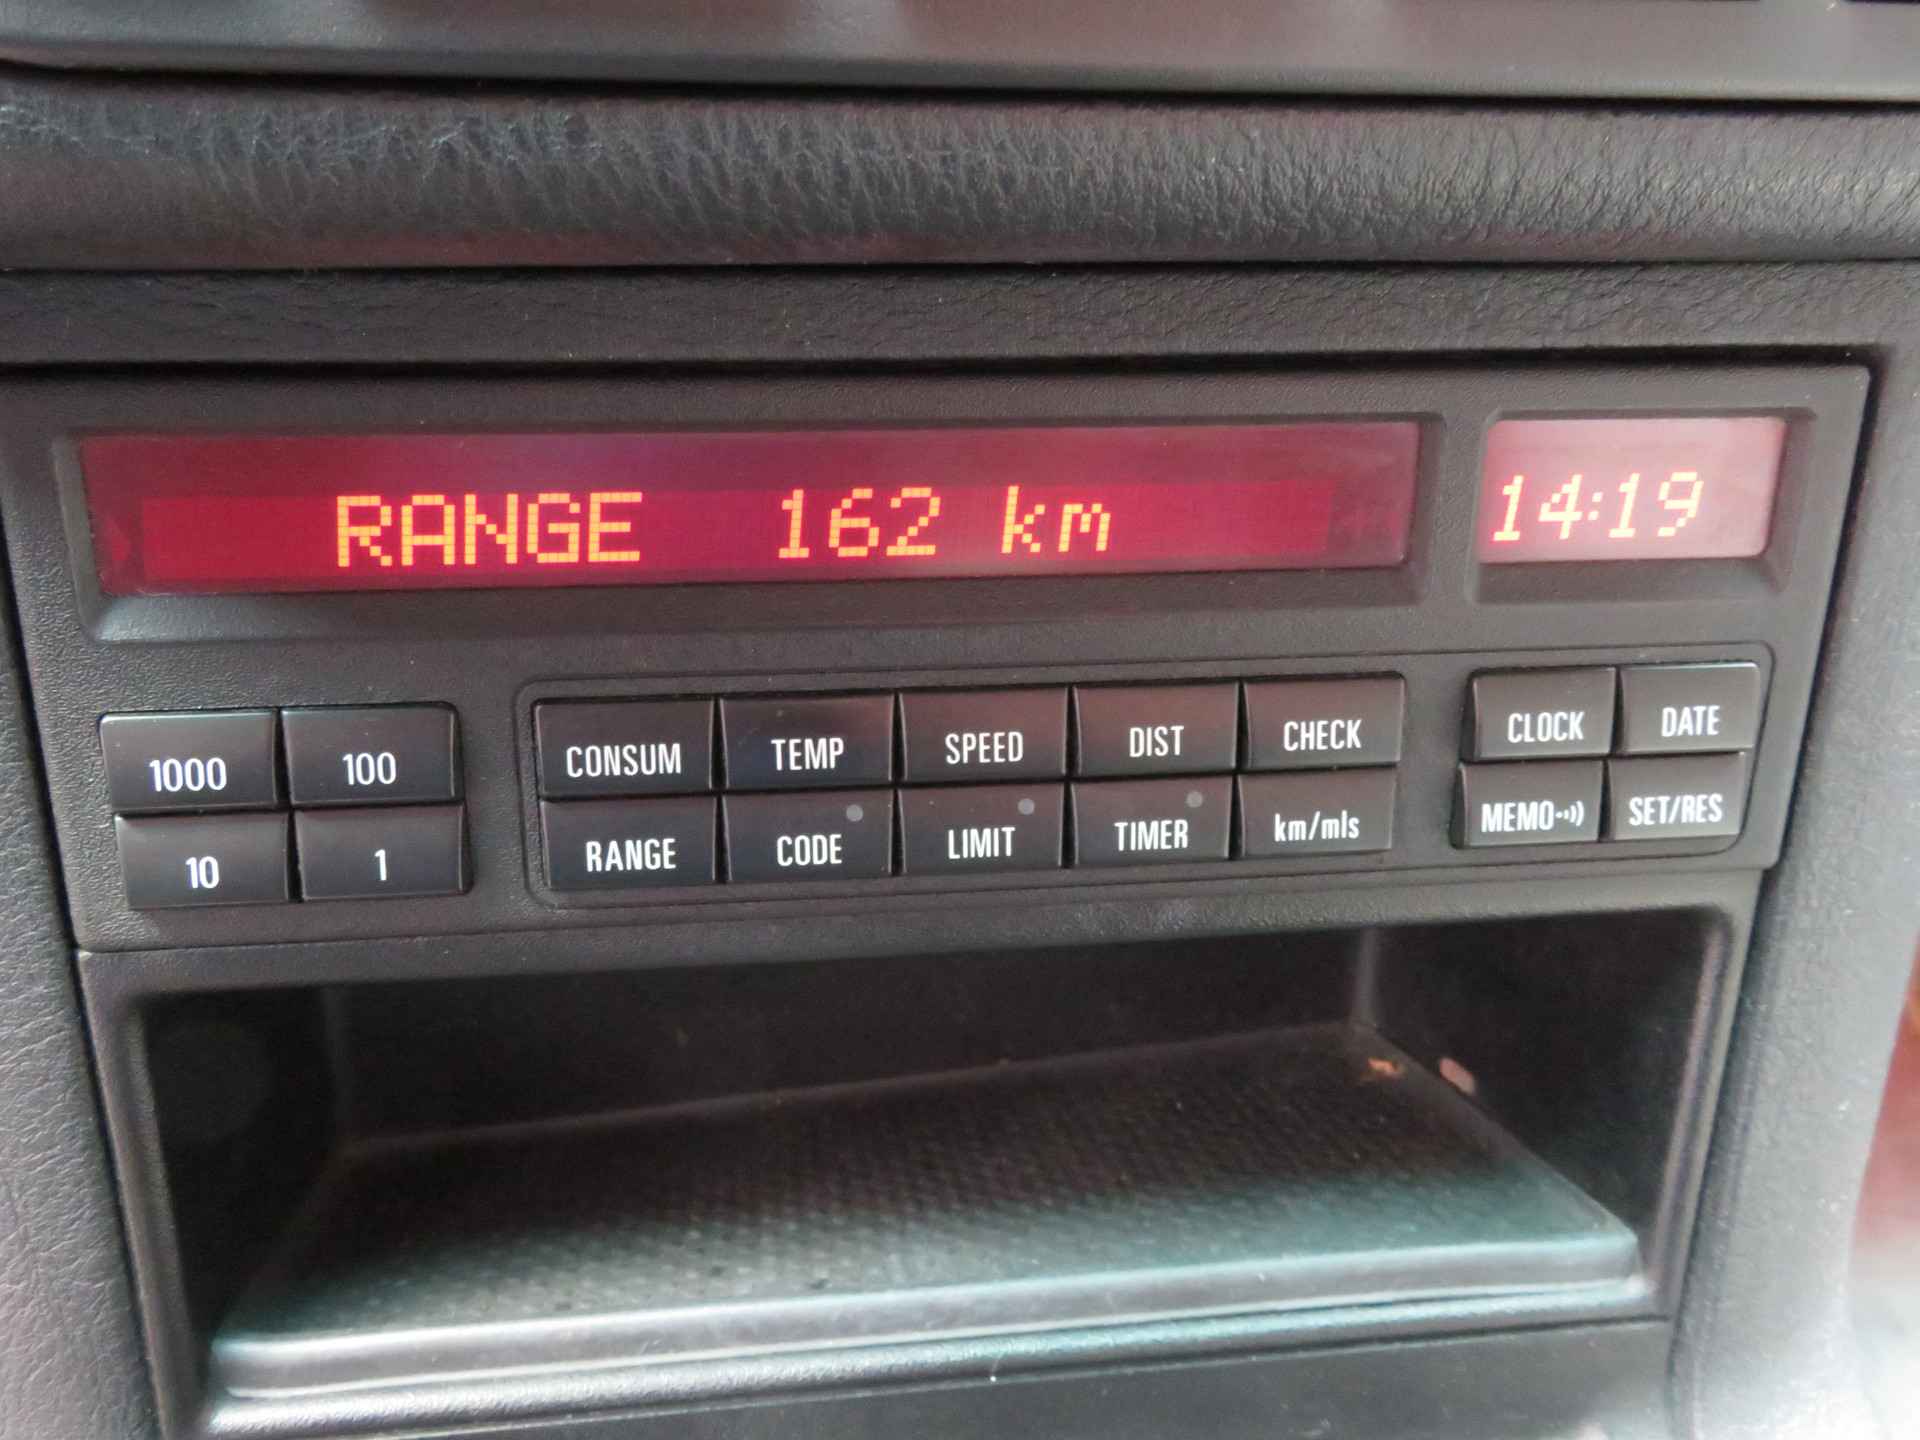 RANGE 162 km 14:19
1000 100 CONSUM TEMP SPEED DIST CHECK CLOCK DATE
10 1 RANGE CODE LIMIT TIMER km/mls MEMO SET/RES